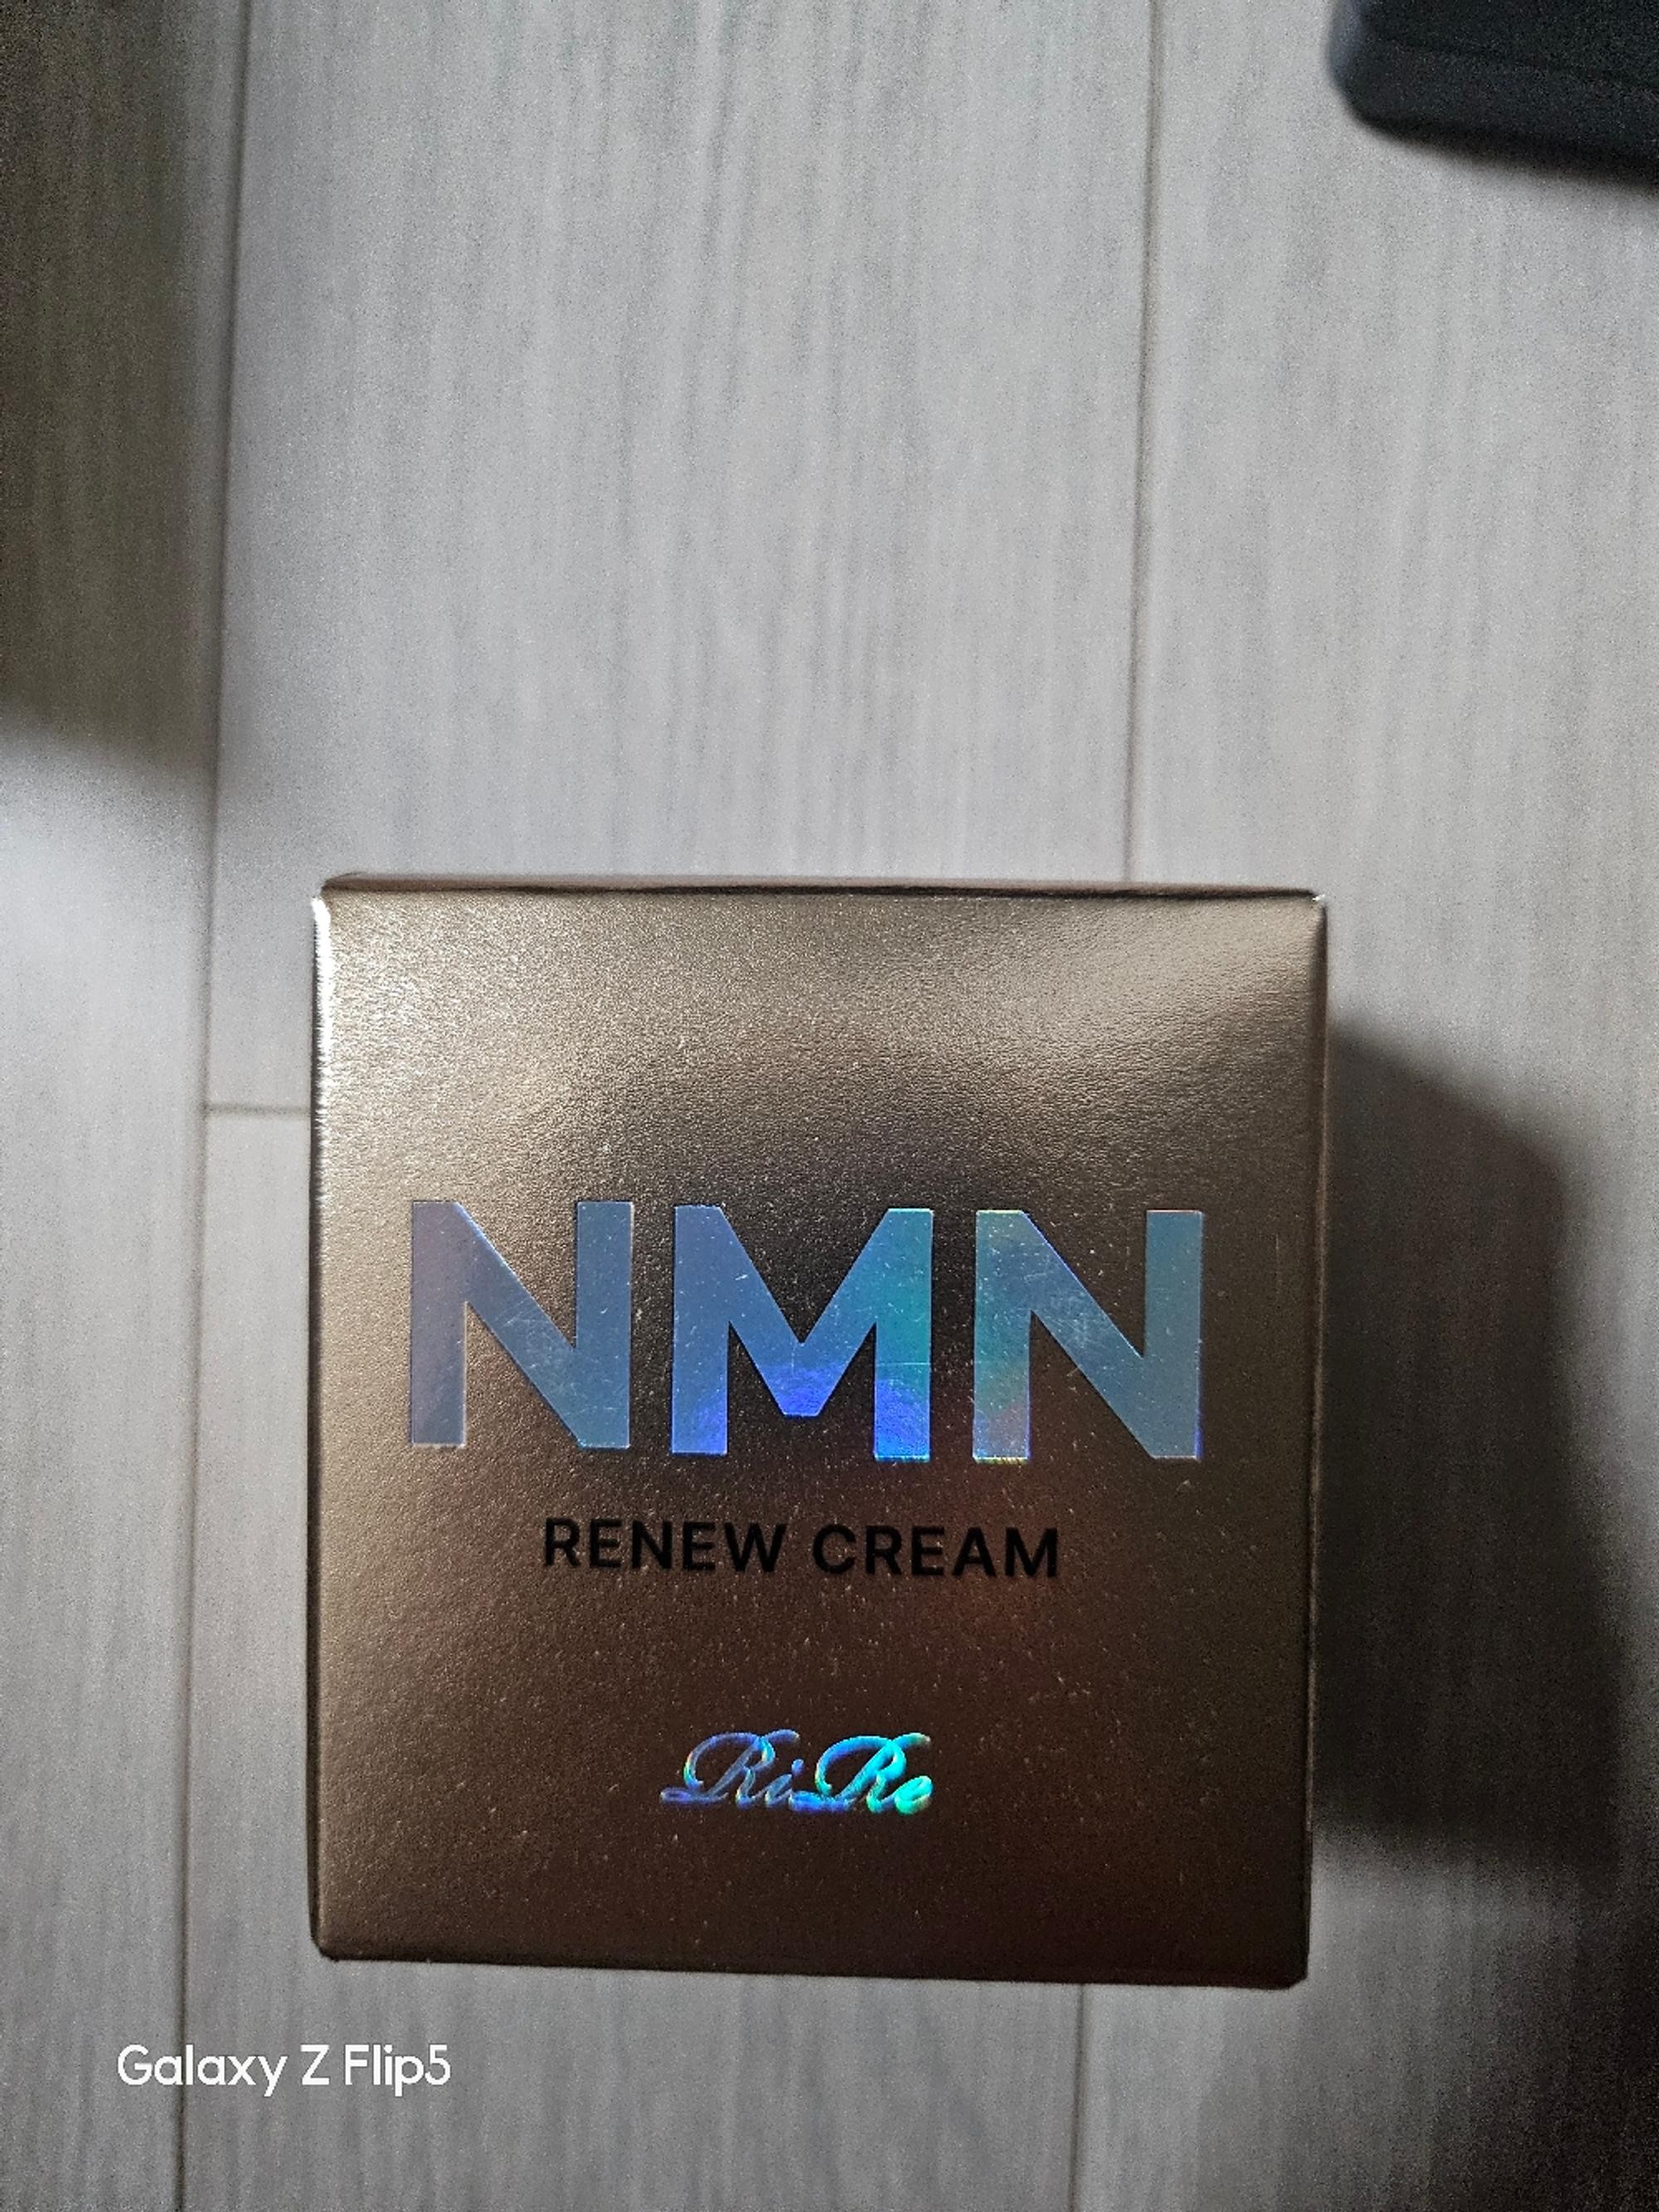 NMN
RENEW CREAM
RiRe
Galaxy Z Flip5